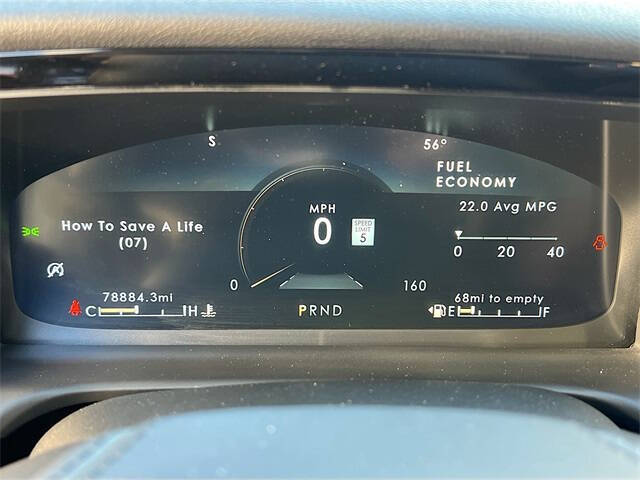 S
56°
FUEL
ECONOMY
22.0 Avg MPG
0 20 40
How To Save A Life
(07)
MPH
0
SPEED
LIMIT
5
0
160
78884.3mi
C H
PRND
68mi to empty
E F